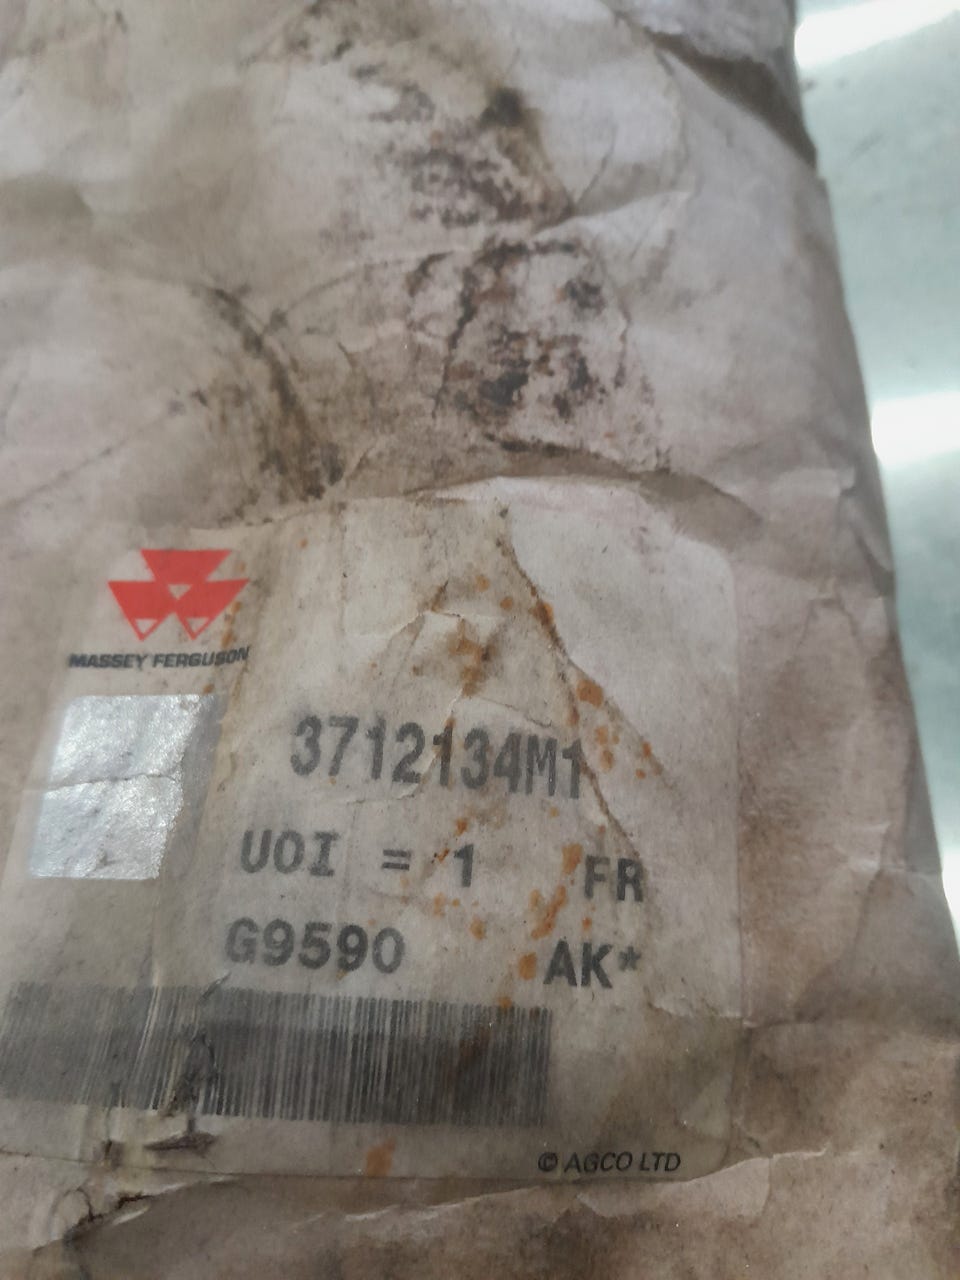 MASSEY FERGUSON
3712134M1
UOI = 1 FR
G9590 AK*
© AGCO LTD